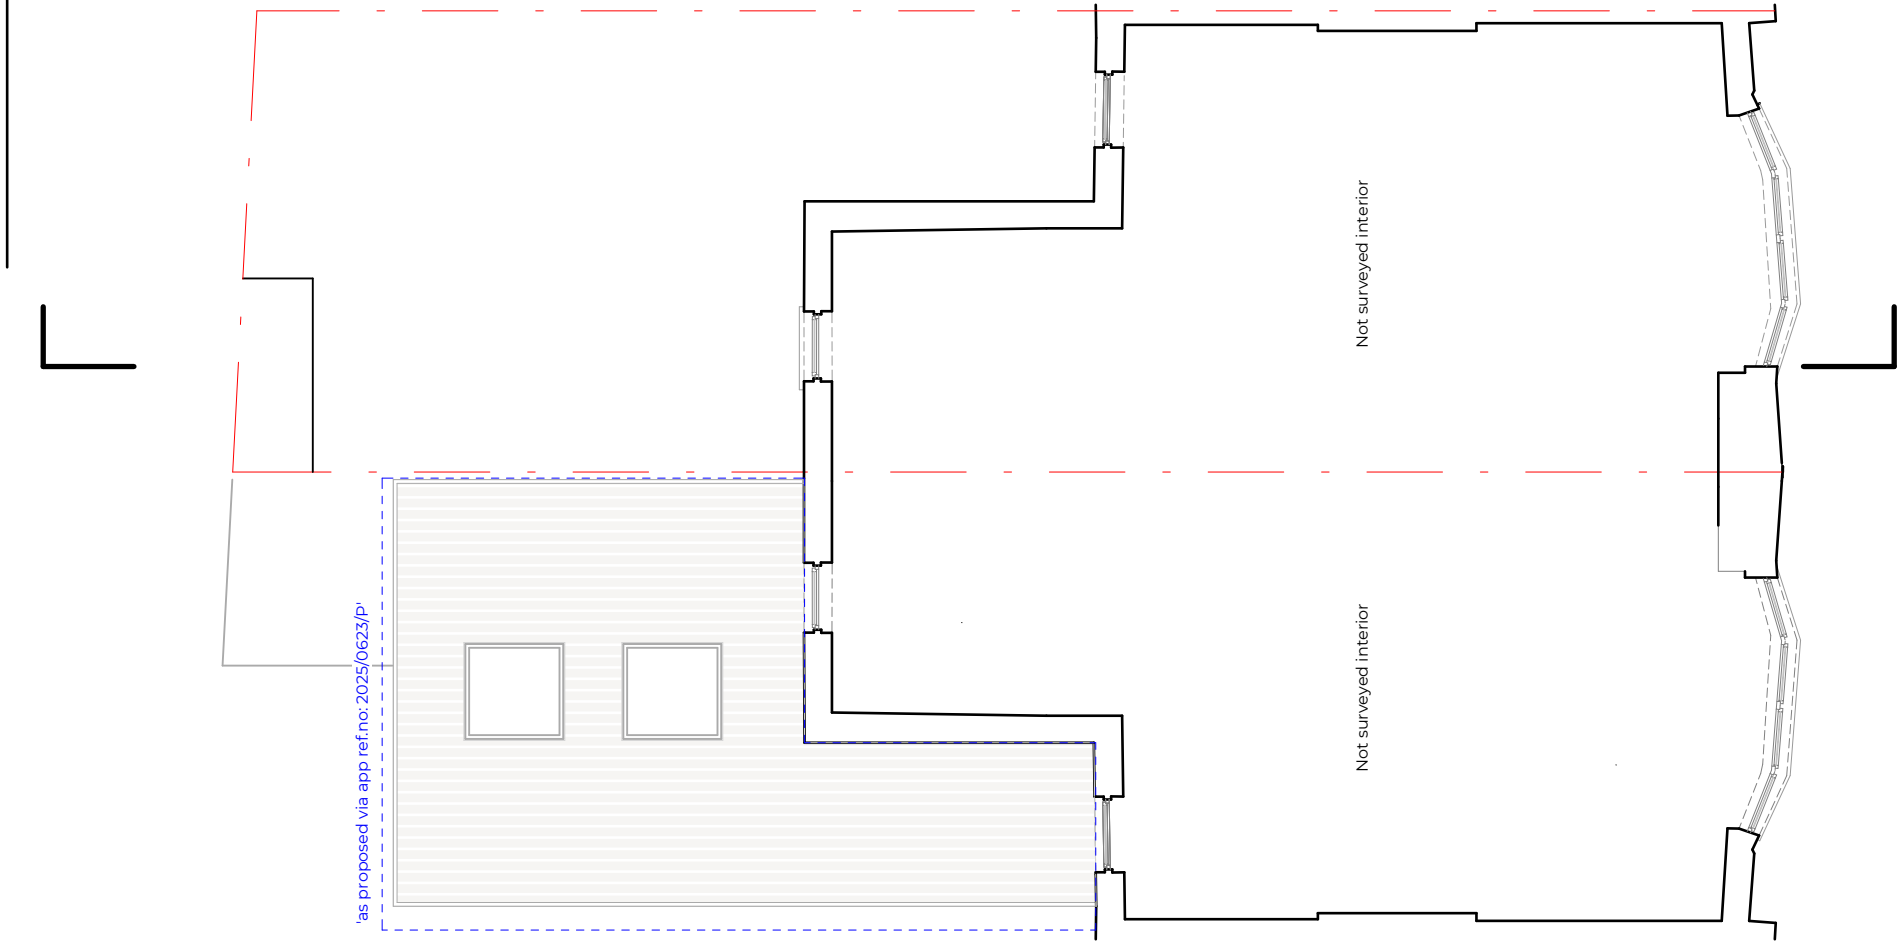 Not surveyed interior
'as proposed via app ref.no: 2025/0623/P'
Not surveyed interior